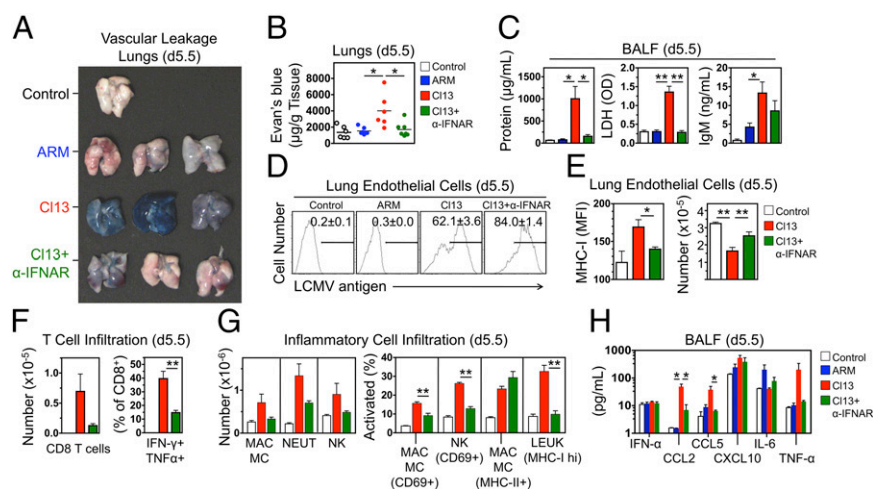 A
Vascular Leakage
Lungs (d5.5)
Control
ARM
Cl13
Cl13+
α-IFNAR
B
Lungs (d5.5)
Evan's blue
(µg/g Tissue)
8000
6000
4000
2000
0
* *
Control
ARM
Cl13
Cl13+
α-IFNAR
C
BALF (d5.5)
Protein (µg/mL)
1500
1000
500
0
* *
LDH (OD)
2.0
1.5
1.0
0.5
0.0
** **
IgM (ng/mL)
20
15
10
5
0
*
D
Lung Endothelial Cells (d5.5)
Control ARM Cl13 Cl13+α-IFNAR
0.2±0.1 0.3±0.0 62.1±3.6 84.0±1.4
Cell Number
LCMV antigen
E
Lung Endothelial Cells (d5.5)
MHC-I (MFI)
200
150
100
*
Number (x10⁻⁵)
4
3
2
1
0
** **
Control
Cl13
Cl13+
α-IFNAR
F
T Cell Infiltration (d5.5)
Number (x10⁻⁵)
1.0
0.5
0.0
CD8 T cells
(% of CD8⁺)
60
40
20
0
**
IFN-γ+
TNFα+
G
Inflammatory Cell Infiltration (d5.5)
Number (x10⁻⁶)
2.0
1.5
1.0
0.5
0.0
MAC
MC
NEUT
NK
Activated (%)
40
30
20
10
0
** ** **
MAC
MC
(CD69+)
NK
(CD69+)
MAC
MC
(MHC-II+)
LEUK
(MHC-I hi)
H
BALF (d5.5)
(pg/mL)
1000
100
10
1
* * *
IFN-α
CCL2
CCL5
CXCL10
IL-6
TNF-α
Control
ARM
Cl13
Cl13+
α-IFNAR